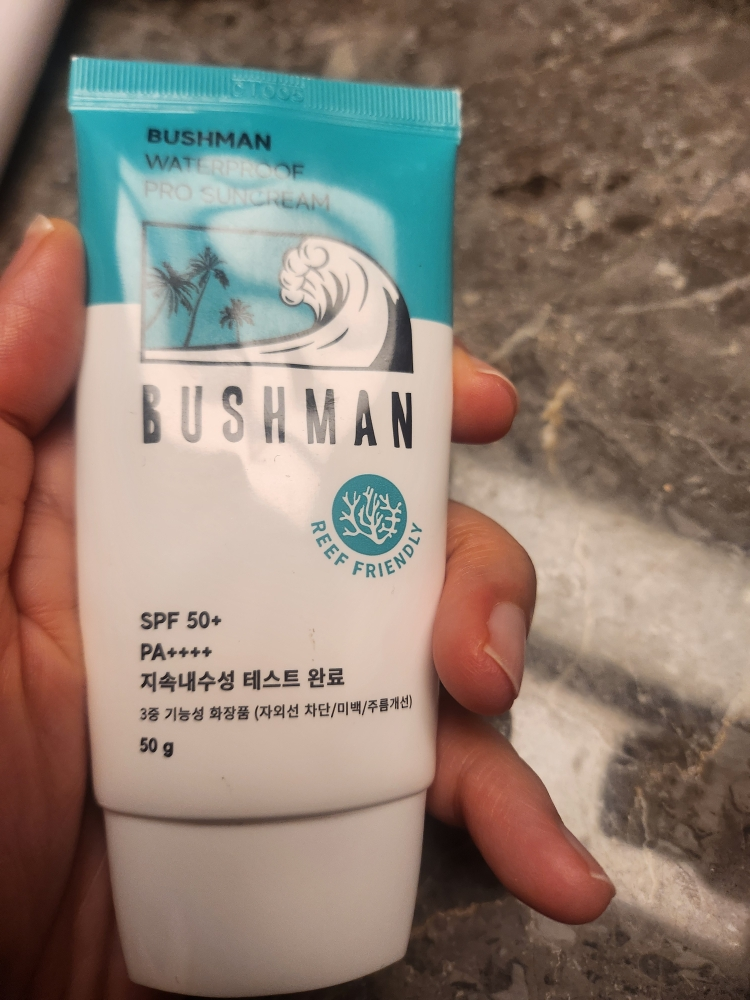 BUSHMAN
WATERPROOF
PRO SUNCREAM
BUSHMAN
REEF FRIENDLY
SPF 50+
PA++++
지속내수성 테스트 완료
3중 기능성 화장품 (자외선 차단/미백/주름개선)
50 g